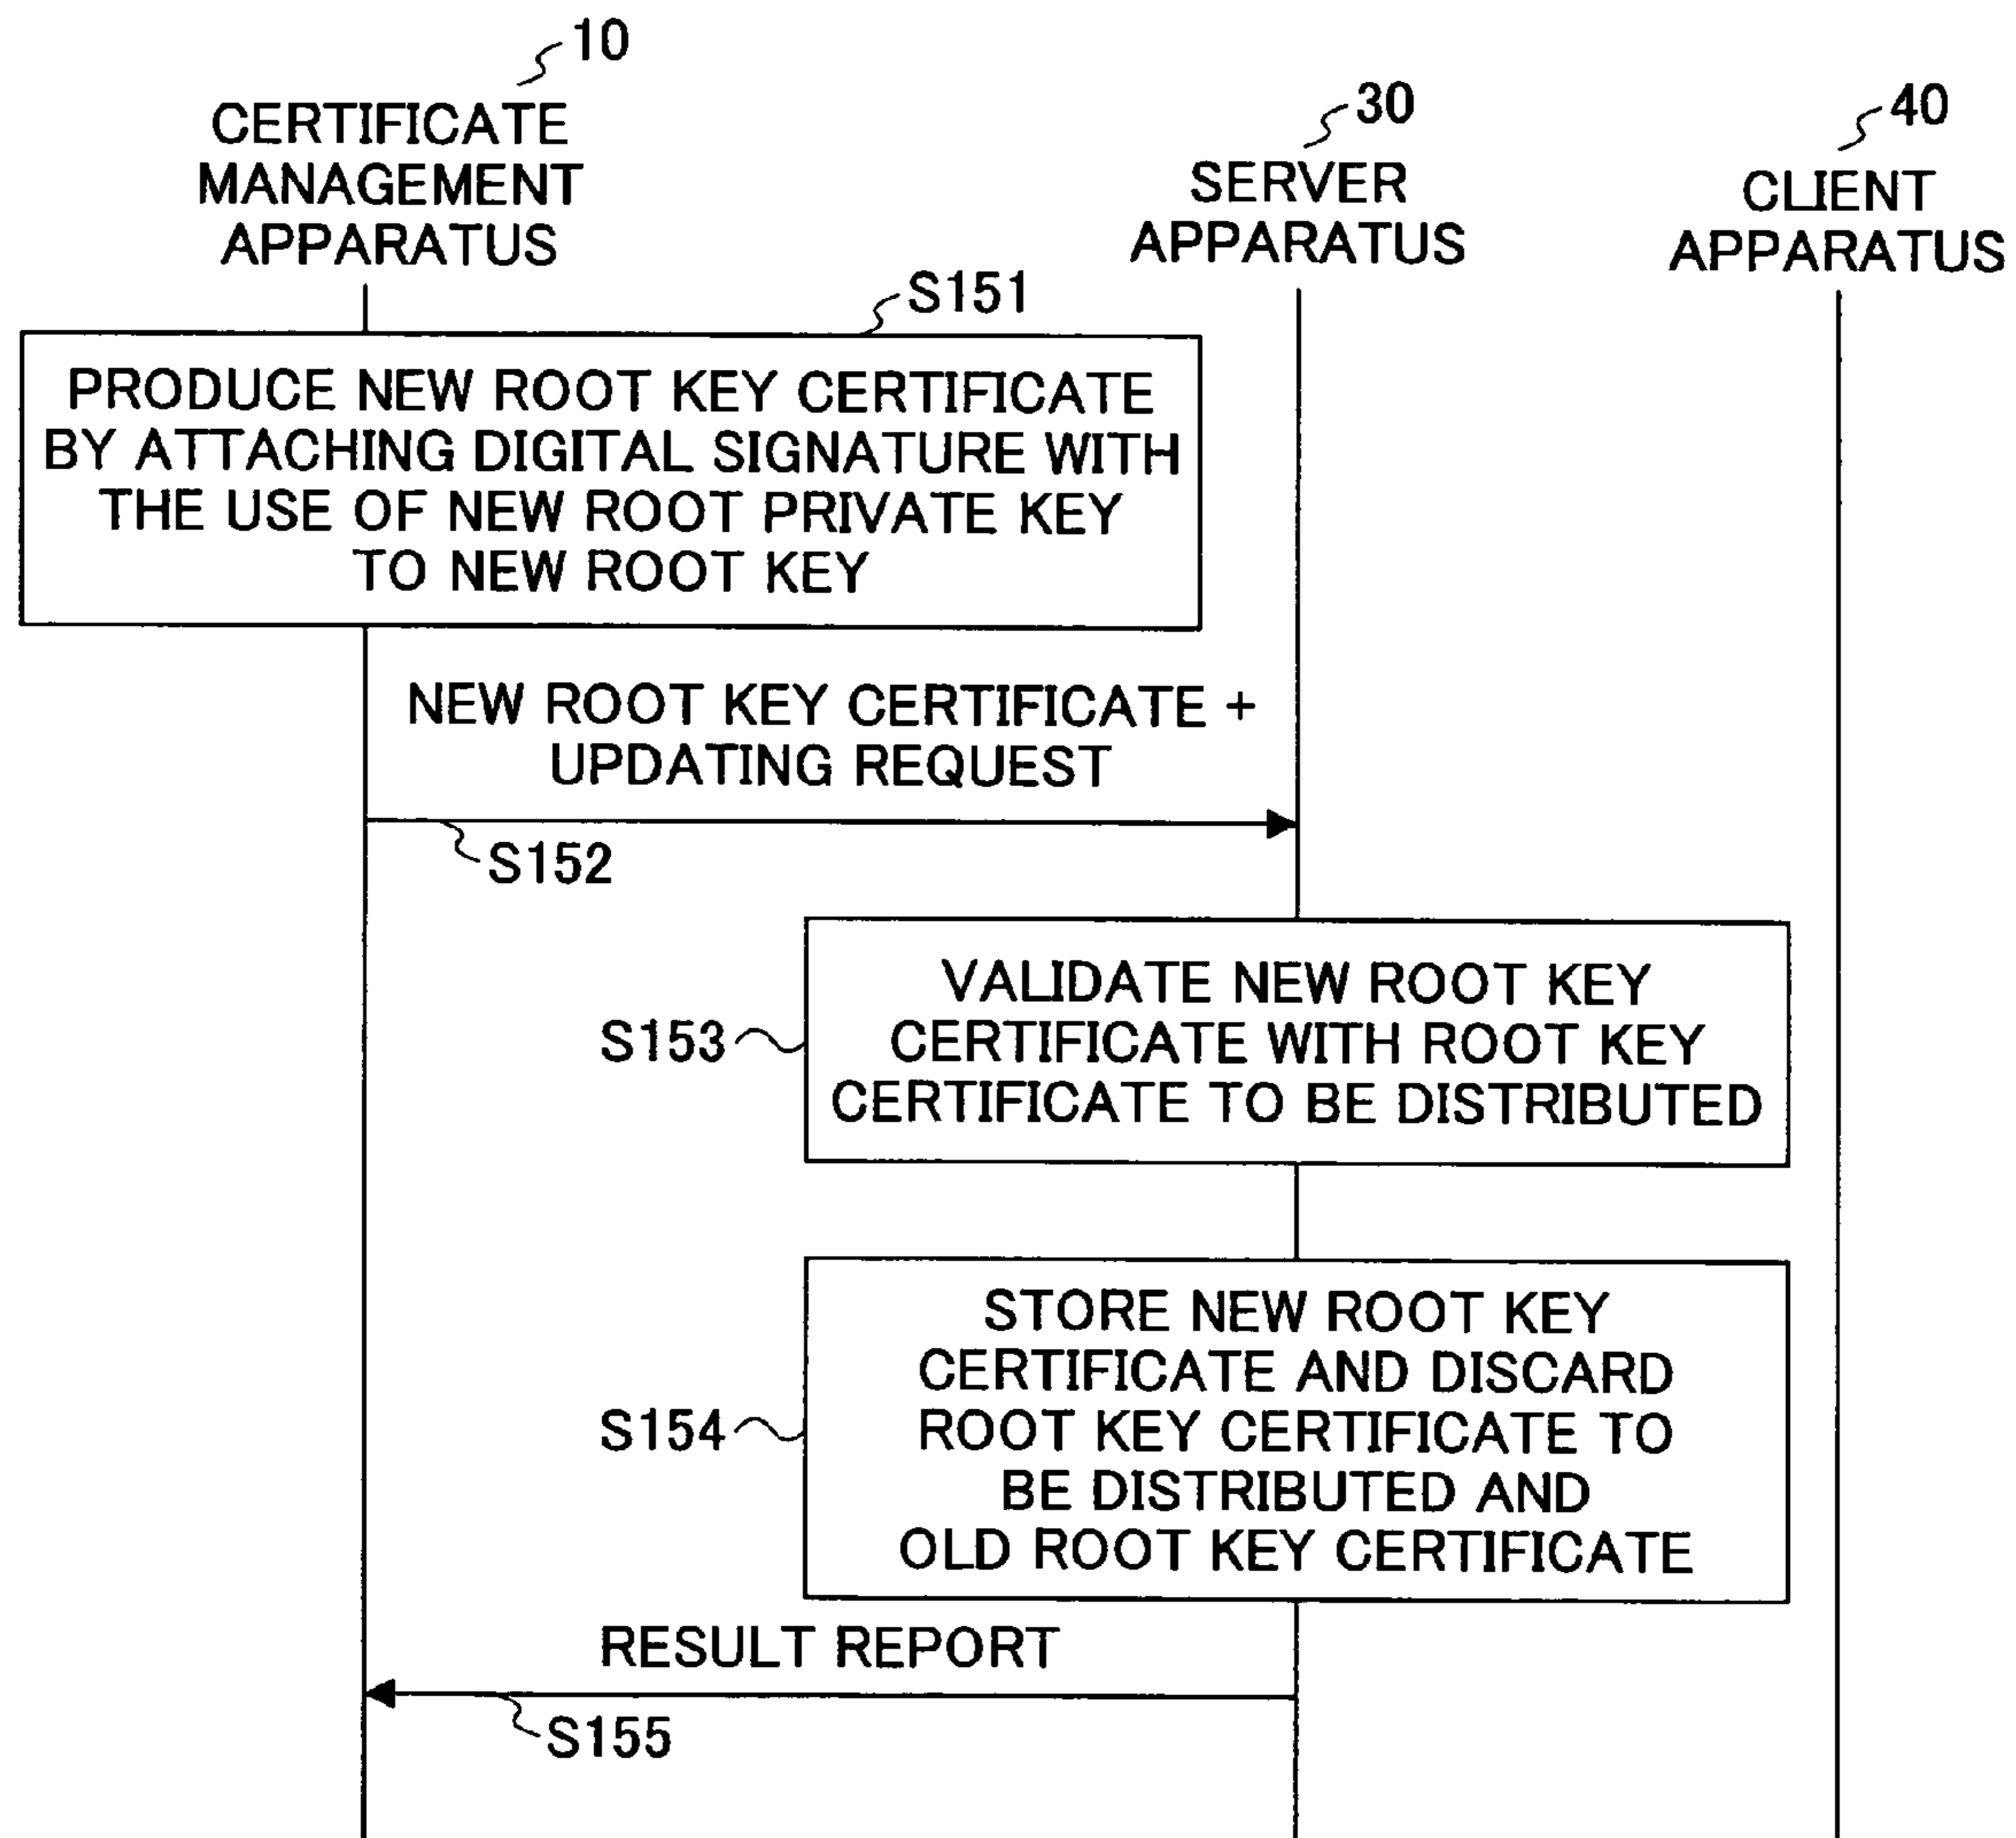 10
CERTIFICATE
MANAGEMENT
APPARATUS
30
SERVER
APPARATUS
40
CLIENT
APPARATUS
S151
PRODUCE NEW ROOT KEY CERTIFICATE
BY ATTACHING DIGITAL SIGNATURE WITH
THE USE OF NEW ROOT PRIVATE KEY
TO NEW ROOT KEY
NEW ROOT KEY CERTIFICATE +
UPDATING REQUEST
S152
S153
VALIDATE NEW ROOT KEY
CERTIFICATE WITH ROOT KEY
CERTIFICATE TO BE DISTRIBUTED
S154
STORE NEW ROOT KEY
CERTIFICATE AND DISCARD
ROOT KEY CERTIFICATE TO
BE DISTRIBUTED AND
OLD ROOT KEY CERTIFICATE
RESULT REPORT
S155